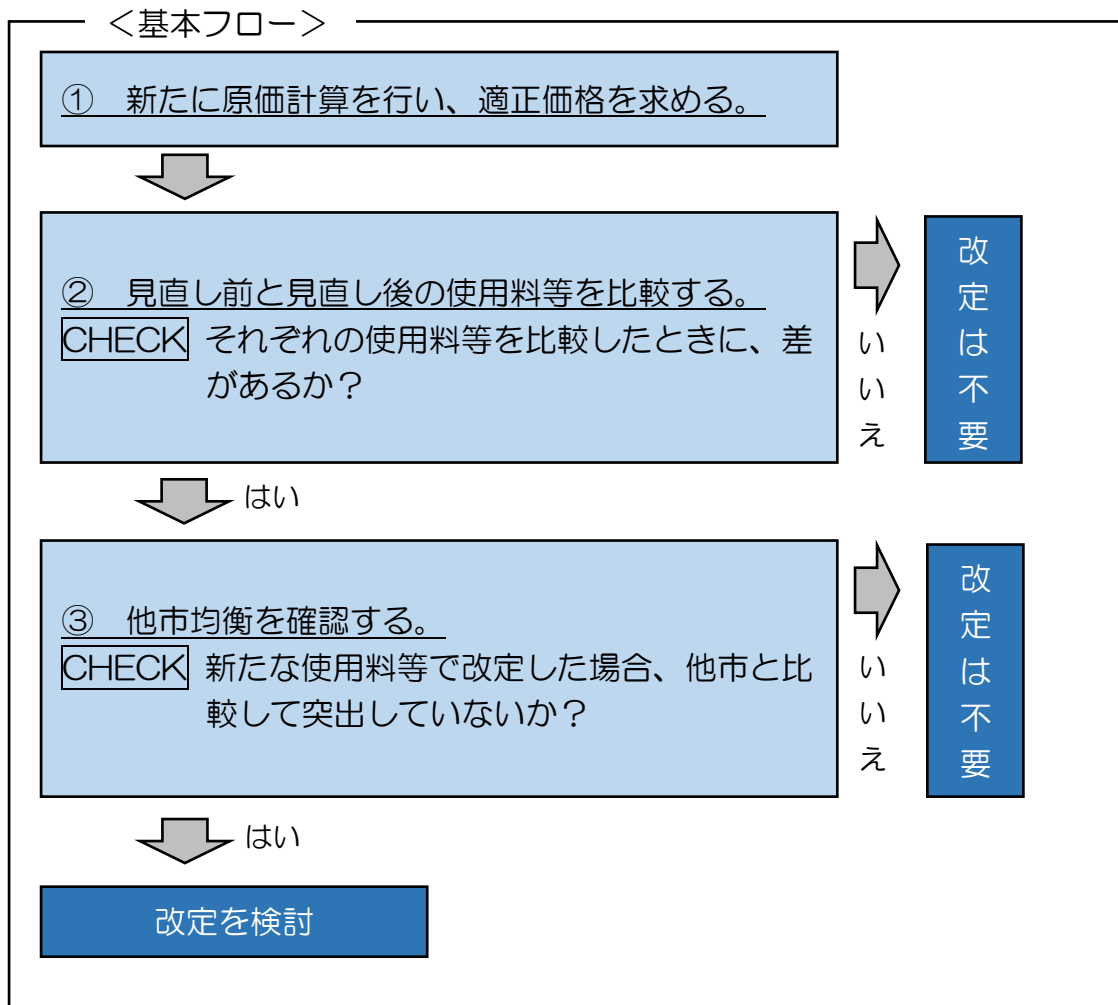 ＜基本フロー＞
① 新たに原価計算を行い、適正価格を求める。
② 見直し前と見直し後の使用料等を比較する。
CHECK それぞれの使用料等を比較したときに、差
があるか？
いいえ
改定は不要
はい
③ 他市均衡を確認する。
CHECK 新たな使用料等で改定した場合、他市と比
較して突出していないか？
いいえ
改定は不要
はい
改定を検討